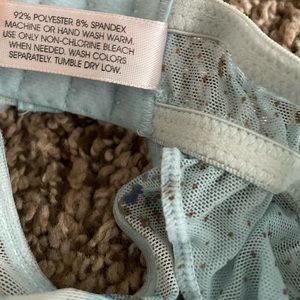 92% POLYESTER 8% SPANDEX
MACHINE OR HAND WASH WARM.
USE ONLY NON-CHLORINE BLEACH
WHEN NEEDED. WASH COLORS
SEPARATELY. TUMBLE DRY LOW.